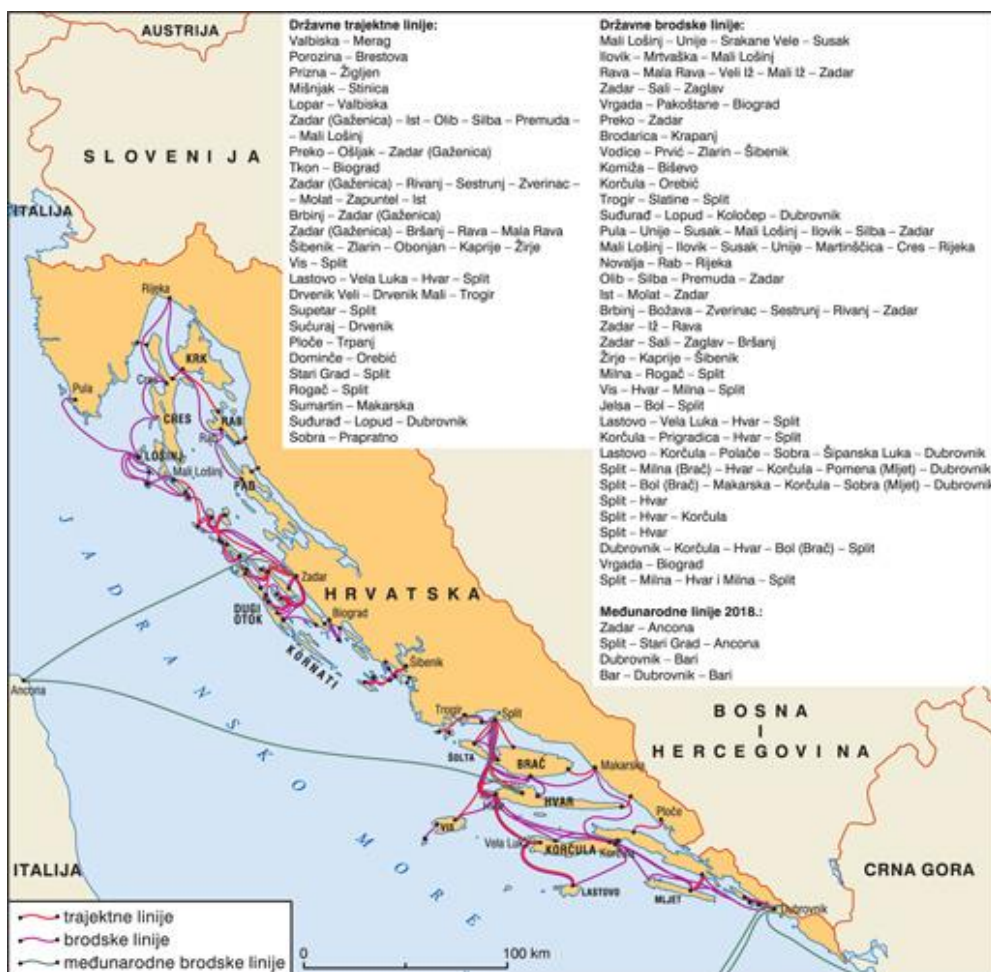 Državne trajektne linije:
Valbiska – Merag
Porozina – Brestova
Prizna – Žigljen
Mišnjak – Stinica
Lopar – Valbiska
Zadar (Gaženica) – Ist – Olib – Silba – Premuda –
– Mali Lošinj
Preko – Ošljak – Zadar (Gaženica)
Tkon – Biograd
Zadar (Gaženica) – Rivanj – Sestrunj – Zverinac –
– Molat – Zapuntel – Ist
Brbinj – Zadar (Gaženica)
Zadar (Gaženica) – Bršanj – Rava – Mala Rava
Šibenik – Zlarin – Obonjan – Kaprije – Žirje
Vis – Split
Lastovo – Vela Luka – Hvar – Split
Drvenik Veli – Drvenik Mali – Trogir
Supetar – Split
Sućuraj – Drvenik
Ploče – Trpanj
Dominče – Orebić
Stari Grad – Split
Rogač – Split
Sumartin – Makarska
Suđurađ – Lopud – Dubrovnik
Sobra – Prapratno
Državne brodske linije:
Mali Lošinj – Unije – Srakane Vele – Susak
Ilovik – Mrtvaška – Mali Lošinj
Rava – Mala Rava – Veli Iž – Mali Iž – Zadar
Zadar – Sali – Zaglav
Vrgada – Pakoštane – Biograd
Preko – Zadar
Brodarica – Krapanj
Vodice – Prvić – Zlarin – Šibenik
Komiža – Biševo
Korčula – Orebić
Trogir – Slatine – Split
Suđurađ – Lopud – Koločep – Dubrovnik
Pula – Unije – Susak – Mali Lošinj – Ilovik – Silba – Zadar
Mali Lošinj – Ilovik – Susak – Unije – Martinšćica – Cres – Rijeka
Novalja – Rab – Rijeka
Olib – Silba – Premuda – Zadar
Ist – Molat – Zadar
Brbinj – Božava – Zverinac – Sestrunj – Rivanj – Zadar
Zadar – Iž – Rava
Zadar – Sali – Zaglav – Bršanj
Žirje – Kaprije – Šibenik
Milna – Rogač – Split
Vis – Hvar – Milna – Split
Jelsa – Bol – Split
Lastovo – Vela Luka – Hvar – Split
Korčula – Prigradica – Hvar – Split
Lastovo – Korčula – Polače – Sobra – Šipanska Luka – Dubrovnik
Split – Milna (Brač) – Hvar – Korčula – Pomena (Mljet) – Dubrovnik
Split – Bol (Brač) – Makarska – Korčula – Sobra (Mljet) – Dubrovnik
Split – Hvar
Split – Hvar – Korčula
Split – Hvar
Dubrovnik – Korčula – Hvar – Bol (Brač) – Split
Vrgada – Biograd
Split – Milna – Hvar i Milna – Split
Međunarodne linije 2018.:
Zadar – Ancona
Split – Stari Grad – Ancona
Dubrovnik – Bari
Bar – Dubrovnik – Bari
AUSTRIJA
SLOVENIJA
ITALIJA
Rijeka
KRK
Pula
Cres
CRES
RAB
Rab
LOŠINJ
Mali Lošinj
PAG
Zadar
HRVATSKA
DUGI
OTOK
Biograd
KORNATI
Šibenik
Ancona
JADRANSKO MORE
Trogir
Split
BOSNA
I
HERCEGOVINA
ŠOLTA
BRAČ
Makarska
HVAR
Ploče
VIS
Vela Luka
KORČULA
Korčula
LASTOVO
MLJET
Dubrovnik
CRNA GORA
ITALIJA
trajektne linije
brodske linije
međunarodne brodske linije
0 100 km